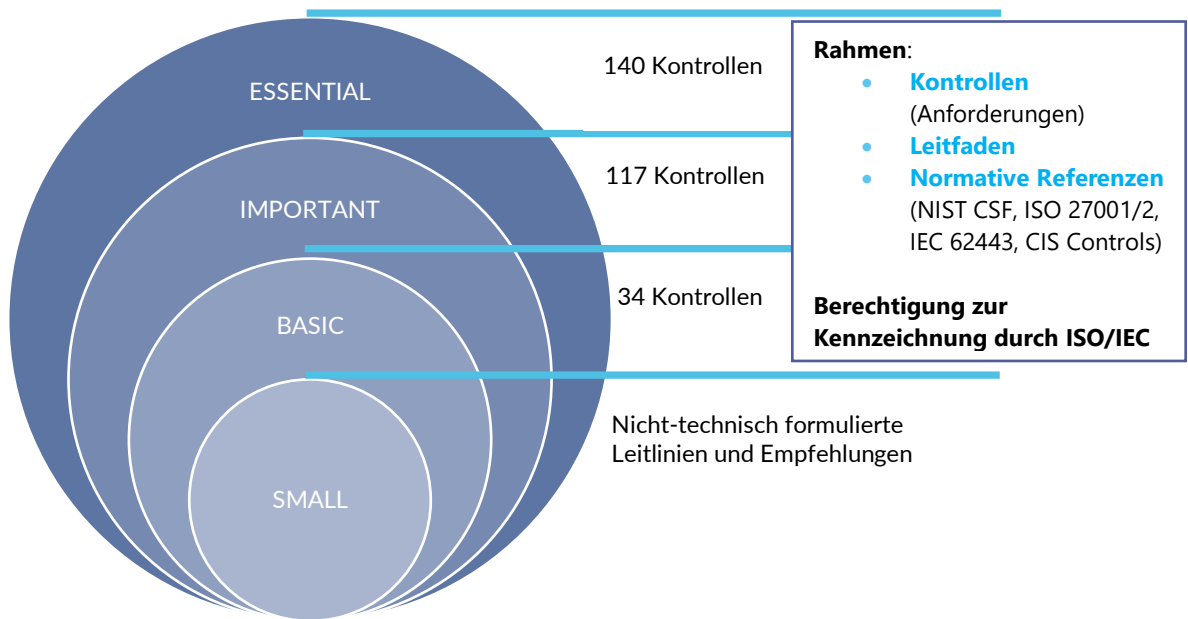 ESSENTIAL
140 Kontrollen
IMPORTANT
117 Kontrollen
BASIC
34 Kontrollen
SMALL
Nicht-technisch formulierte
Leitlinien und Empfehlungen
Rahmen:
• Kontrollen
(Anforderungen)
• Leitfaden
• Normative Referenzen
(NIST CSF, ISO 27001/2,
IEC 62443, CIS Controls)
Berechtigung zur
Kennzeichnung durch ISO/IEC